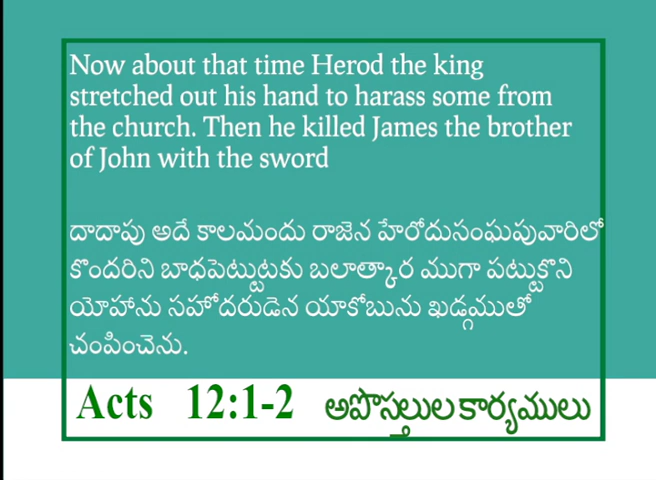 Now about that time Herod the king
stretched out his hand to harass some from
the church. Then he killed James the brother
of John with the sword
దాదాపు అదే కాలమందు రాజెన హేరోదుసంఘపువారిలో
కొందరిని బాధపెట్టుటకు బలాత్కార ముగా పట్టుకొని
యోహాను సహోదరుడెన యాకోబును ఖడ్గముతో
చంపించెను.
Acts 12:1-2 అపొస్తలుల కార్యములు